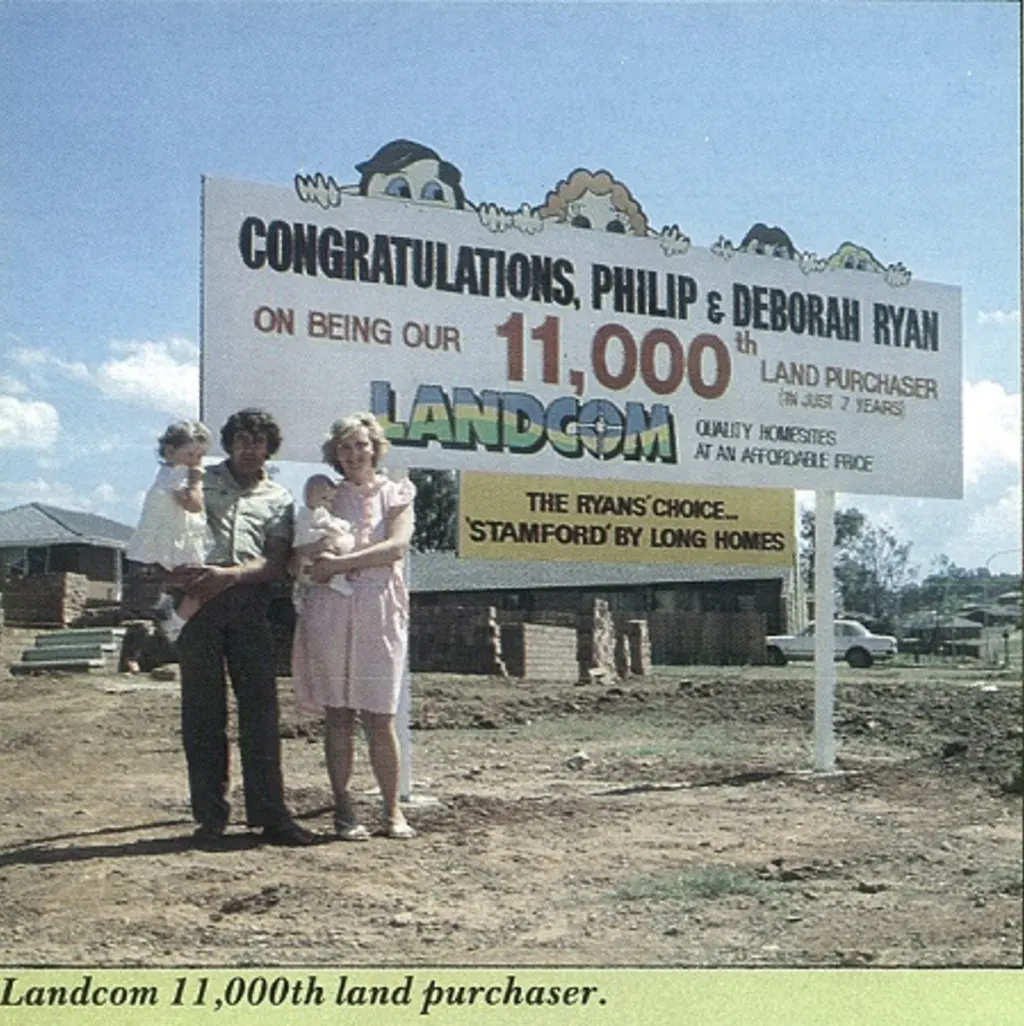 CONGRATULATIONS, PHILIP & DEBORAH RYAN
ON BEING OUR 11,000th LAND PURCHASER
(IN JUST 7 YEARS)
LANDCOM QUALITY HOMESITES
AT AN AFFORDABLE PRICE
THE RYANS' CHOICE...
'STAMFORD' BY LONG HOMES
Landcom 11,000th land purchaser.